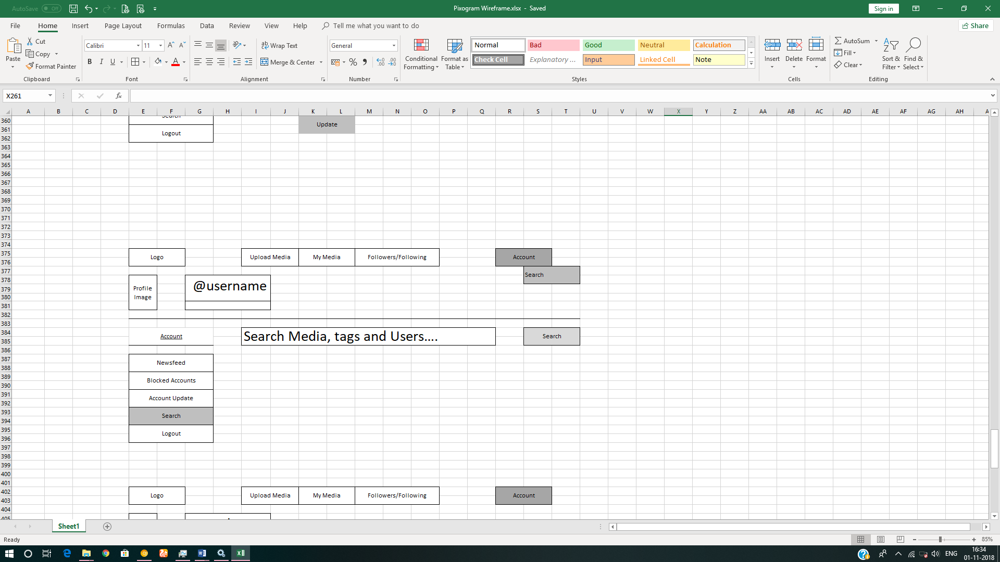 AutoSave Off
Pixogram Wireframe.xlsx - Saved
Sign in
File Home Insert Page Layout Formulas Data Review View Help Tell me what you want to do Share
Paste
Cut
Copy
Format Painter
Clipboard
Calibri 11
B I U
Font
Wrap Text
Merge & Center
Alignment
General
Number
Conditional Formatting
Format as Table
Normal Bad Good Neutral Calculation
Check Cell Explanatory ... Input Linked Cell Note
Styles
Insert Delete Format
Cells
AutoSum
Fill
Clear
Sort & Filter
Find & Select
Editing
X261 fx
A B C D E F G H I J K L M N O P Q R S T U V W X Y Z AA AB AC AD AE AF AG AH A
360 Search
361 Update
362 Logout
363
364
365
366
367
368
369
370
371
372
373
374
375 Logo Upload Media My Media Followers/Following Account
376
377 Search
378
379 Profile Image @username
380
381
382
383
384 Account Search Media, tags and Users.... Search
385
386
387 Newsfeed
388
389 Blocked Accounts
390
391 Account Update
392
393 Search
394
395 Logout
396
397
398
399
400
401
402 Logo Upload Media My Media Followers/Following Account
403
404
405
Sheet1
Ready
85%
ENG
16:34
01-11-2018